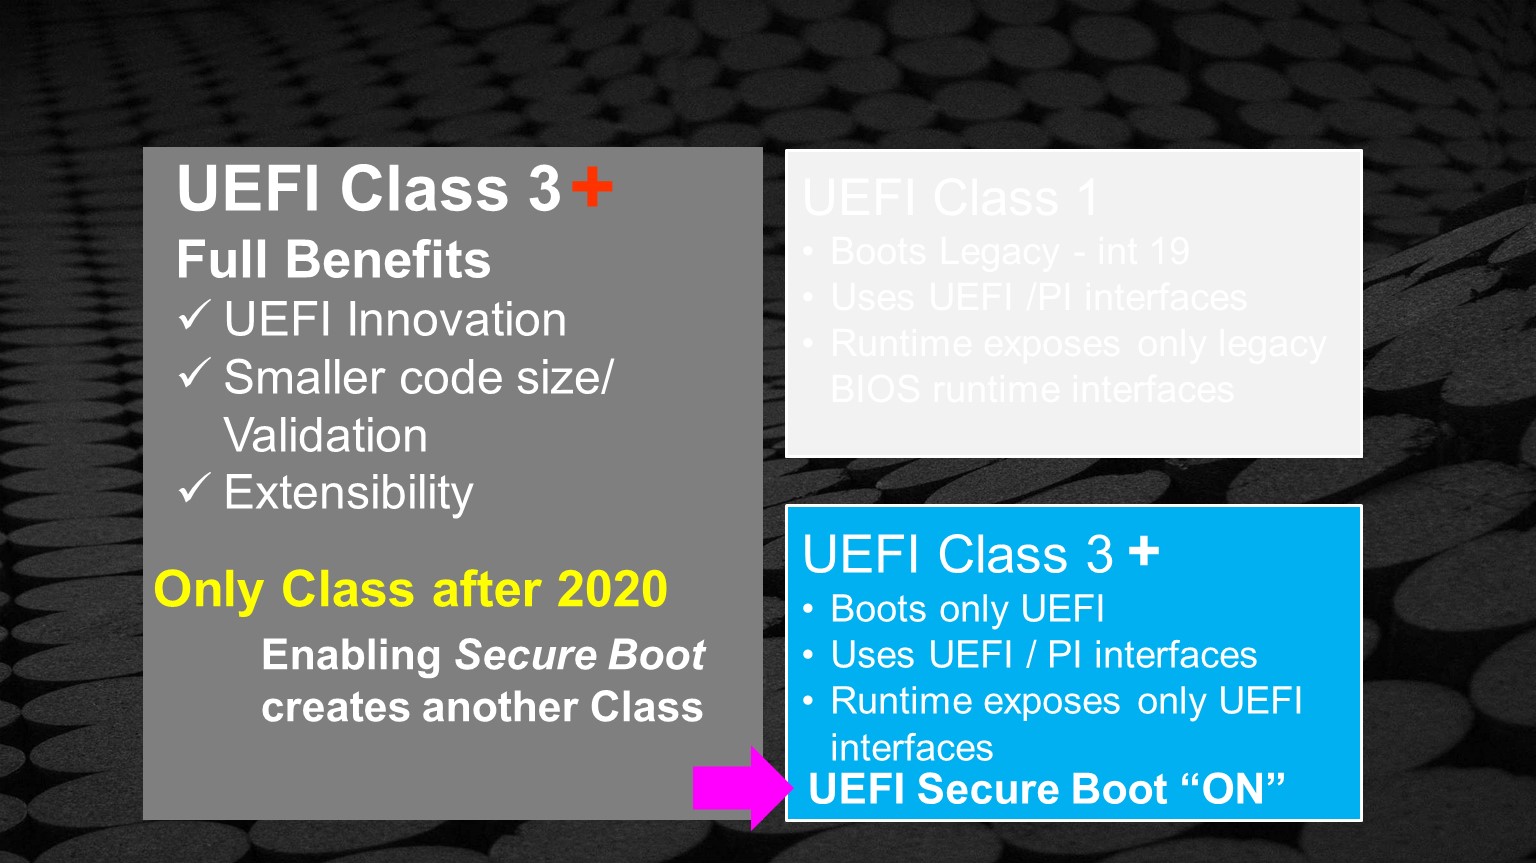 UEFI Class 3 +
Full Benefits
✓ UEFI Innovation
✓ Smaller code size/
Validation
✓ Extensibility
Only Class after 2020
Enabling Secure Boot
creates another Class
UEFI Class 1
• Boots Legacy - int 19
• Uses UEFI /PI interfaces
• Runtime exposes only legacy
BIOS runtime interfaces
UEFI Class 3 +
• Boots only UEFI
• Uses UEFI / PI interfaces
• Runtime exposes only UEFI
interfaces
UEFI Secure Boot “ON”